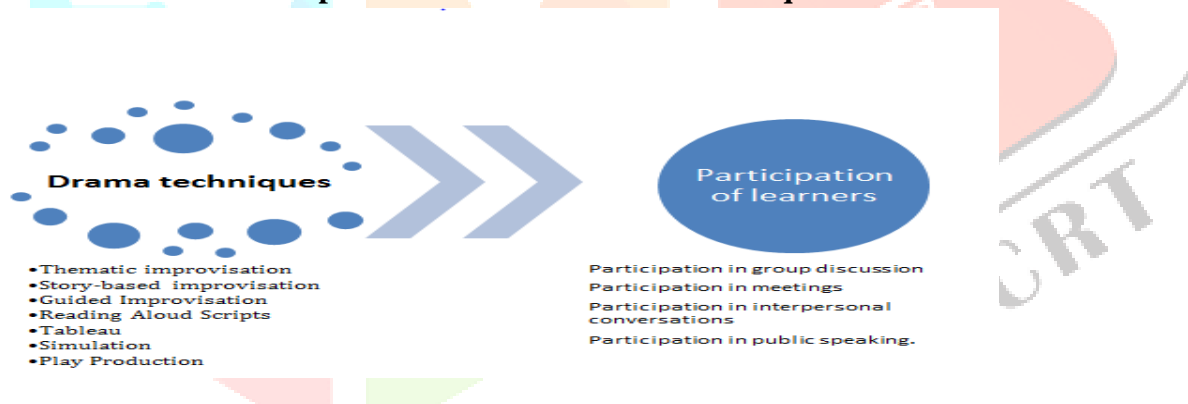 Drama techniques
•Thematic improvisation
•Story-based improvisation
•Guided Improvisation
•Reading Aloud Scripts
•Tableau
•Simulation
•Play Production
Participation
of learners
Participation in group discussion
Participation in meetings
Participation in interpersonal
conversations
Participation in public speaking.
CRT